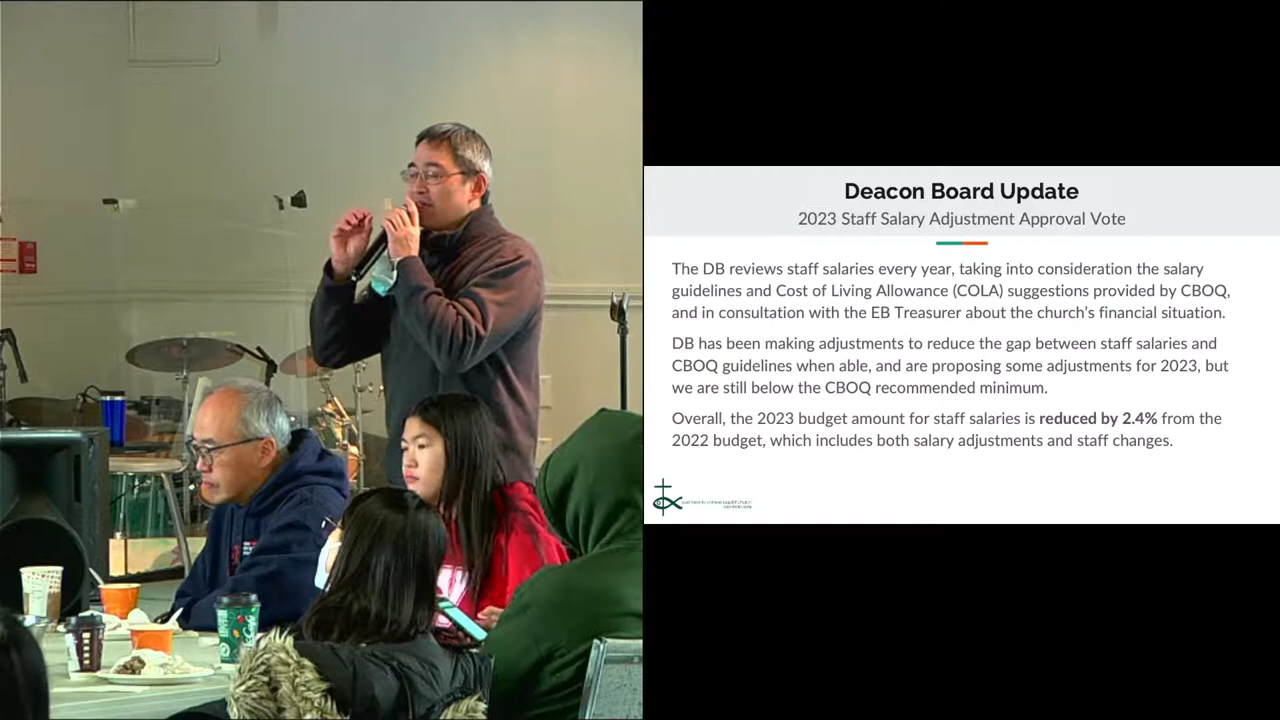 Deacon Board Update
2023 Staff Salary Adjustment Approval Vote
The DB reviews staff salaries every year, taking into consideration the salary
guidelines and Cost of Living Allowance (COLA) suggestions provided by CBOQ,
and in consultation with the EB Treasurer about the church's financial situation.
DB has been making adjustments to reduce the gap between staff salaries and
CBOQ guidelines when able, and are proposing some adjustments for 2023, but
we are still below the CBOQ recommended minimum.
Overall, the 2023 budget amount for staff salaries is reduced by 2.4% from the
2022 budget, which includes both salary adjustments and staff changes.